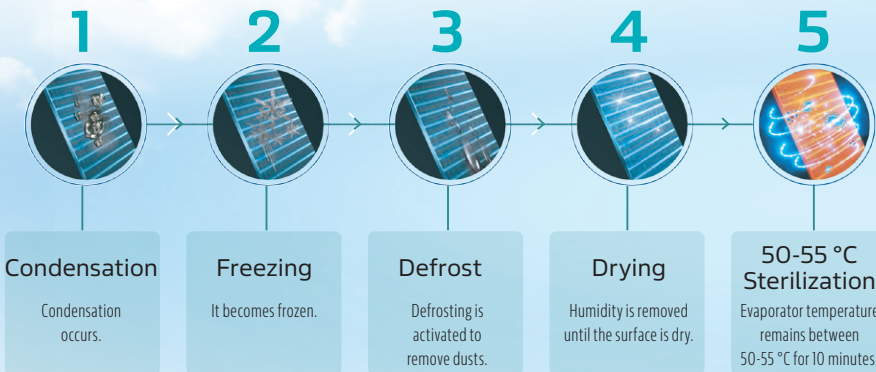 1
2
3
4
5
Condensation
Condensation
occurs.
Freezing
It becomes frozen.
Defrost
Defrosting is
activated to
remove dusts.
Drying
Humidity is removed
until the surface is dry.
50-55 °C
Sterilization
Evaporator temperature
remains between
50-55 °C for 10 minutes